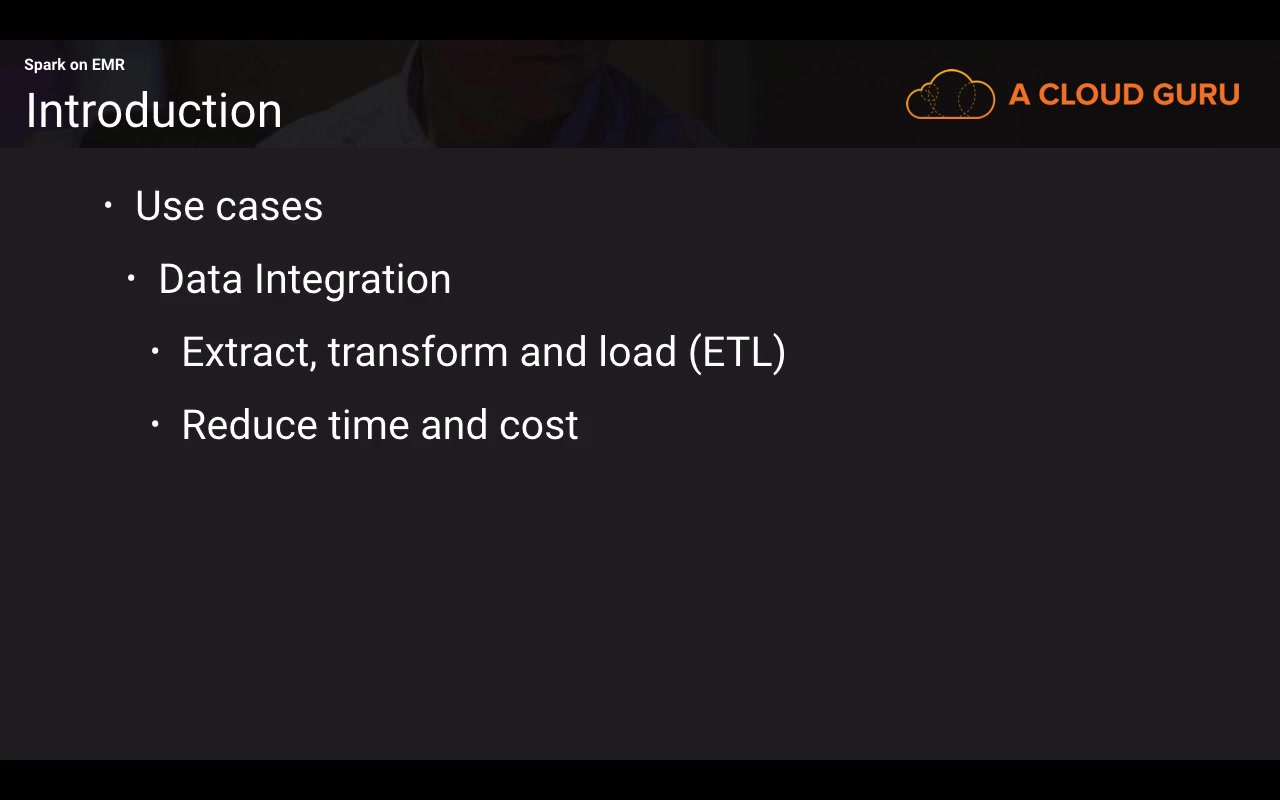 Spark on EMR
Introduction
A CLOUD GURU
• Use cases
• Data Integration
• Extract, transform and load (ETL)
• Reduce time and cost